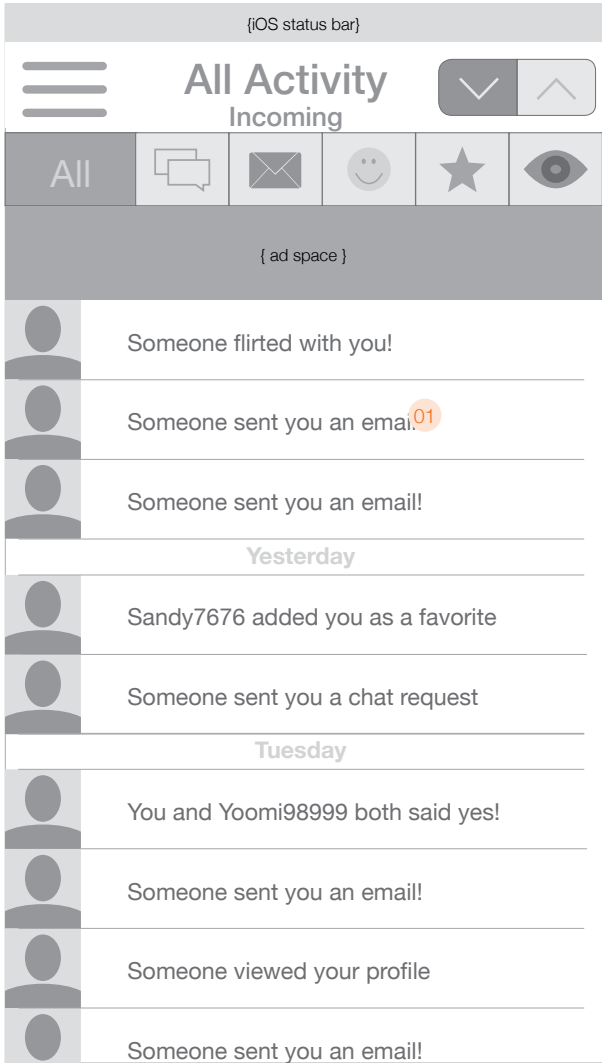 {iOS status bar}
All Activity
Incoming
All
{ ad space }
Someone flirted with you!
Someone sent you an email 01
Someone sent you an email!
Yesterday
Sandy7676 added you as a favorite
Someone sent you a chat request
Tuesday
You and Yoomi98999 both said yes!
Someone sent you an email!
Someone viewed your profile
Someone sent you an email!